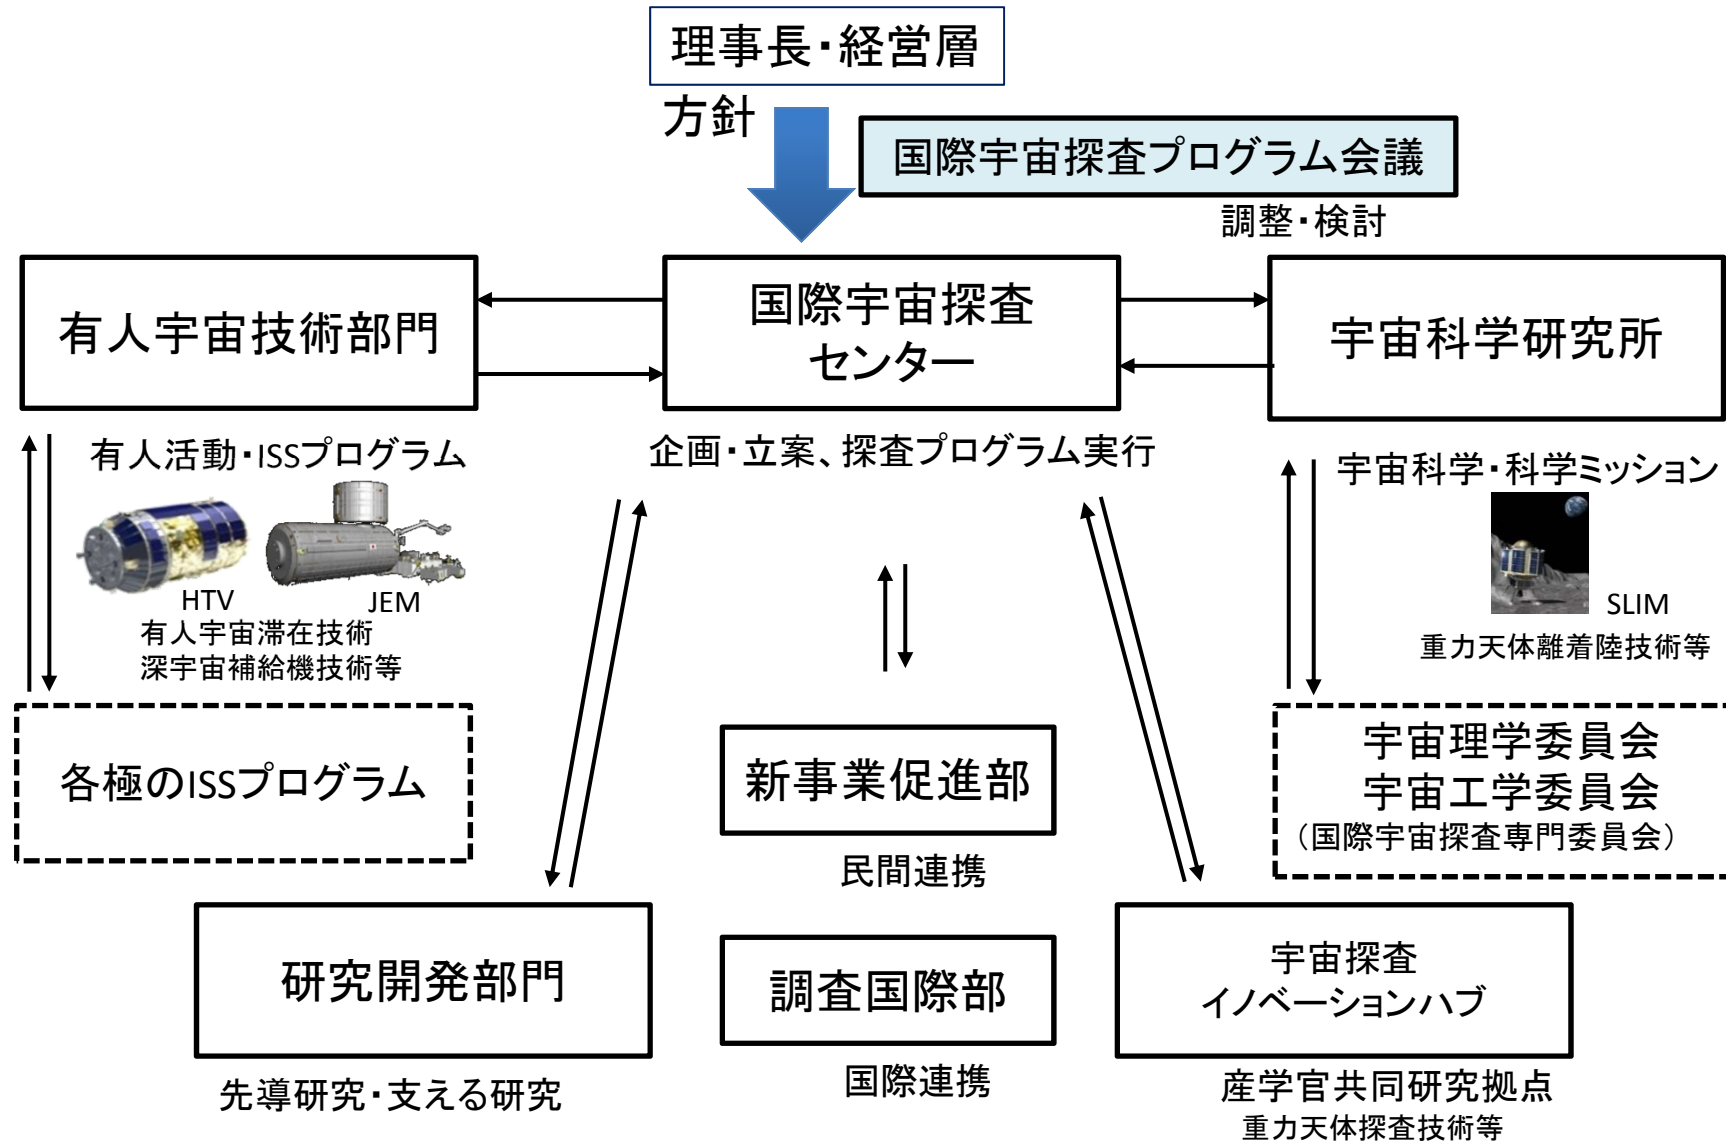 理事長・経営層
方針
国際宇宙探査プログラム会議
調整・検討
有人宇宙技術部門
国際宇宙探査
センター
宇宙科学研究所
有人活動・ISSプログラム
企画・立案、探査プログラム実行
宇宙科学・科学ミッション
HTV
JEM
SLIM
有人宇宙滞在技術
深宇宙補給機技術等
重力天体離着陸技術等
各極のISSプログラム
新事業促進部
民間連携
宇宙理学委員会
宇宙工学委員会
（国際宇宙探査専門委員会）
研究開発部門
先導研究・支える研究
調査国際部
国際連携
宇宙探査
イノベーションハブ
産学官共同研究拠点
重力天体探査技術等